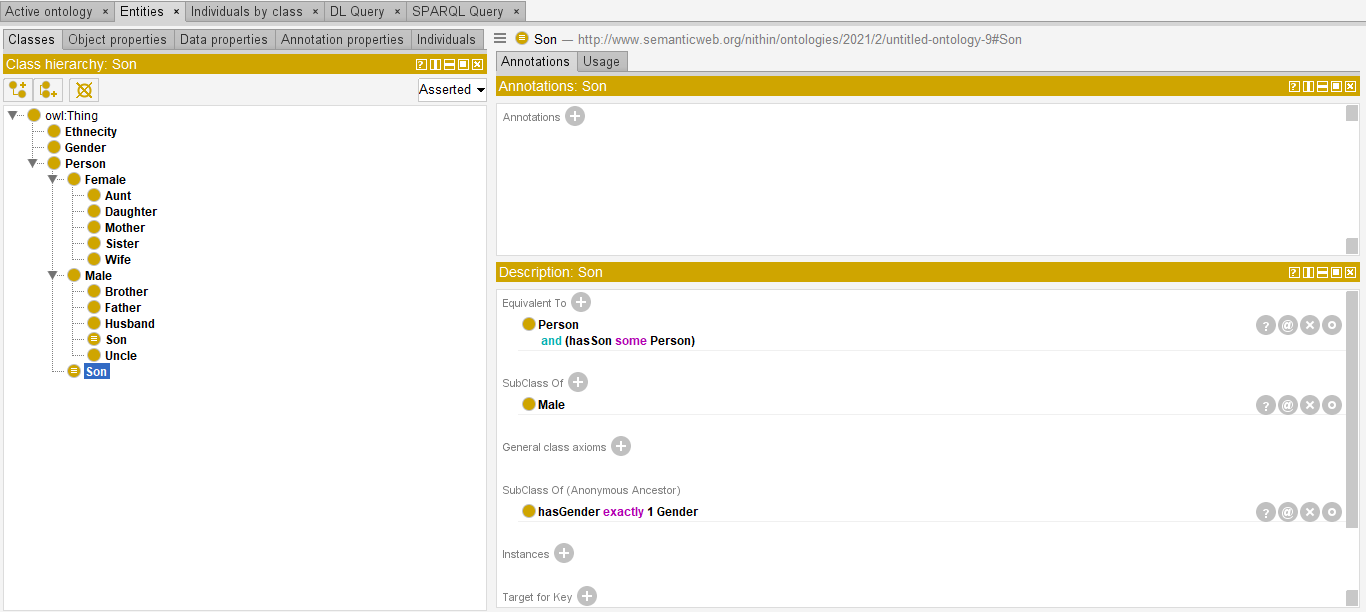 Active ontology × Entities × Individuals by class × DL Query × SPARQL Query ×
Classes Object properties Data properties Annotation properties Individuals
Class hierarchy: Son
Asserted
owl:Thing
Ethnecity
Gender
Person
Female
Aunt
Daughter
Mother
Sister
Wife
Male
Brother
Father
Husband
Son
Uncle
Son
Son — http://www.semanticweb.org/nithin/ontologies/2021/2/untitled-ontology-9#Son
Annotations Usage
Annotations: Son
Annotations
Description: Son
Equivalent To
Person
and (hasSon some Person)
SubClass Of
Male
General class axioms
SubClass Of (Anonymous Ancestor)
hasGender exactly 1 Gender
Instances
Target for Key